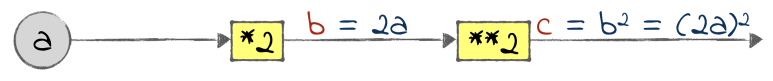 a *2 b = 2a **2 c = b² = (2a)⁻²